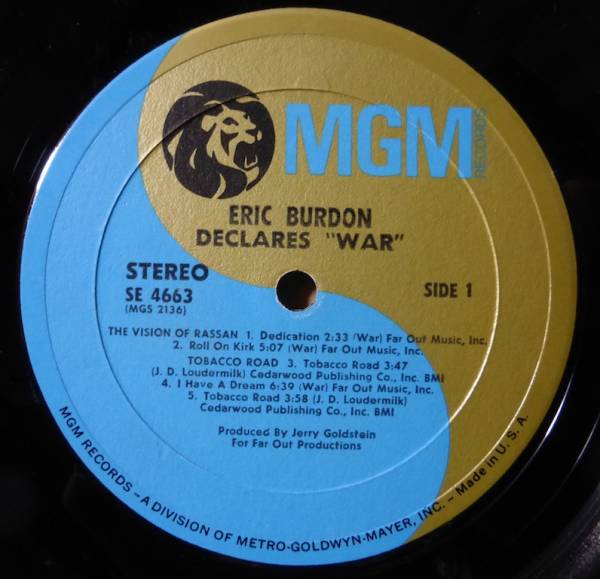 MGM
RECORDS
ERIC BURDON
DECLARES "WAR"
STEREO
SE 4663
(MGS 2136)
SIDE 1
THE VISION OF RASSAN 1. Dedication 2:33 (War) Far Out Music, Inc.
2. Roll On Kirk 5:07 (War) Far Out Music, Inc.
TOBACCO ROAD 3. Tobacco Road 3:47
(J. D. Loudermilk) Cedarwood Publishing Co., Inc. BMI
4. I Have A Dream 6:39 (War) Far Out Music, Inc.
5. Tobacco Road 3:58 (J. D. Loudermilk)
Cedarwood Publishing Co., Inc. BMI
Produced by Jerry Goldstein
For Far Out Productions
MGM RECORDS – A DIVISION OF METRO-GOLDWYN-MAYER, INC. – Made in U. S. A.